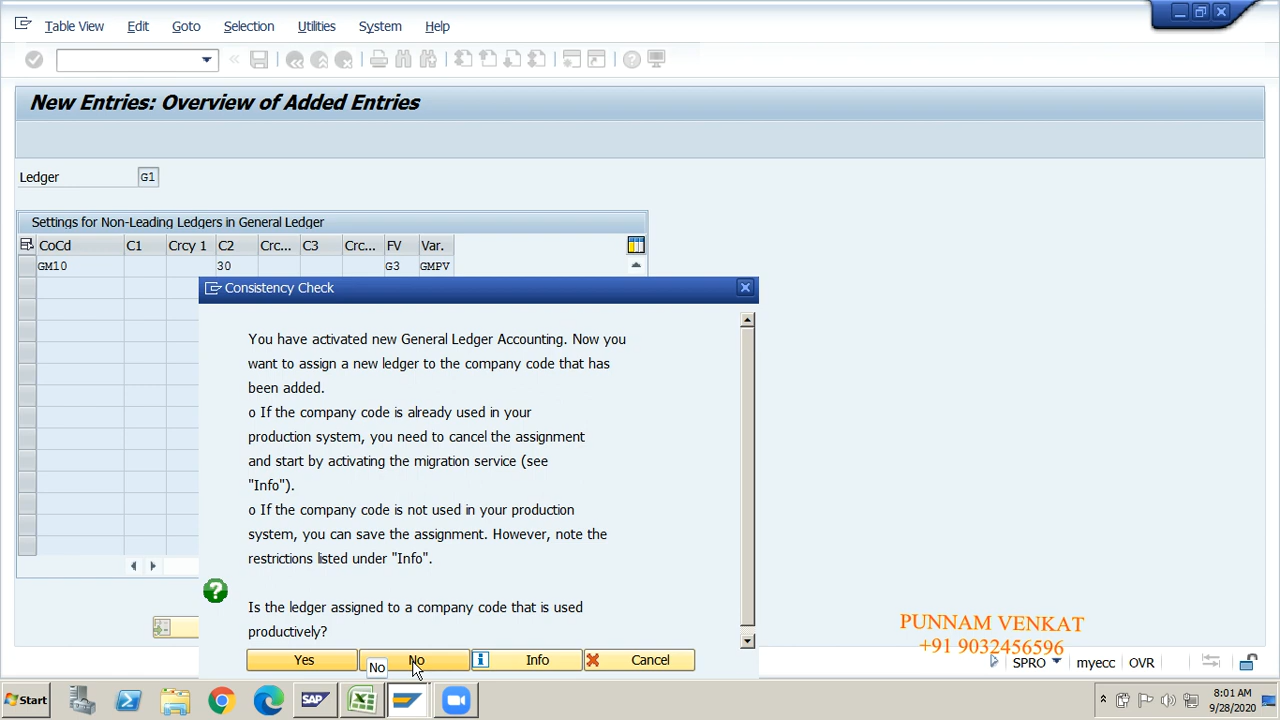 Table View Edit Goto Selection Utilities System Help
New Entries: Overview of Added Entries
Ledger G1
Settings for Non-Leading Ledgers in General Ledger
CoCd C1 Crcy 1 C2 Crc... C3 Crc... FV Var.
GM10 30 G3 GMPV
Consistency Check
You have activated new General Ledger Accounting. Now you
want to assign a new ledger to the company code that has
been added.
o If the company code is already used in your
production system, you need to cancel the assignment
and start by activating the migration service (see
"Info").
o If the company code is not used in your production
system, you can save the assignment. However, note the
restrictions listed under "Info".
Is the ledger assigned to a company code that is used
productively?
Yes No Info Cancel
No
PUNNAM VENKAT
+91 9032456596
SPRO myecc OVR
Start SAP 8:01 AM
9/28/2020